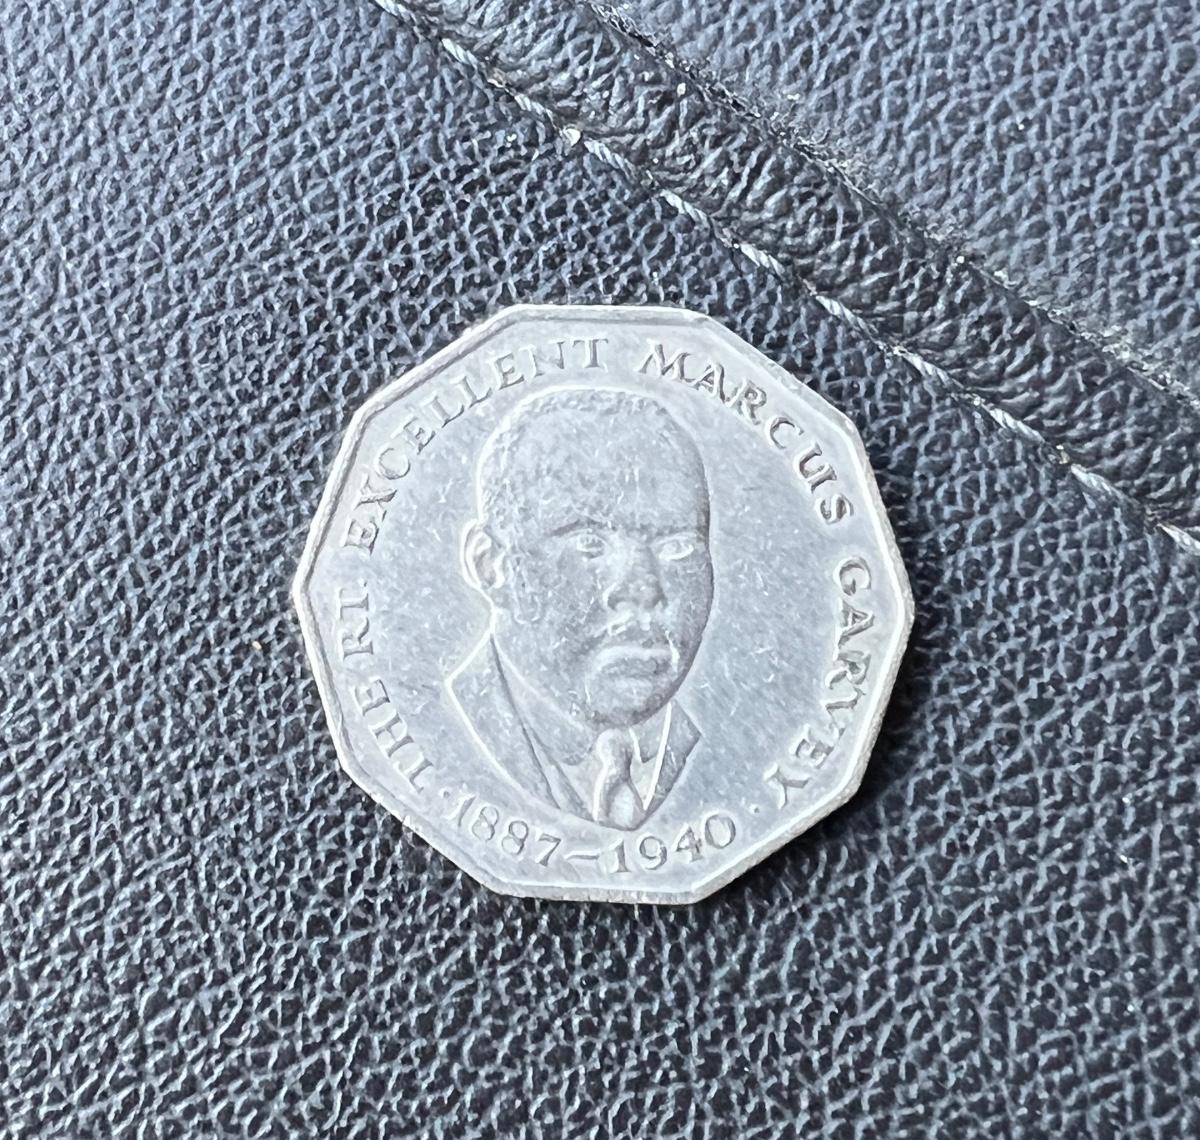 THE RT. EXCELLENT MARCUS GARVEY
· 1887–1940 ·